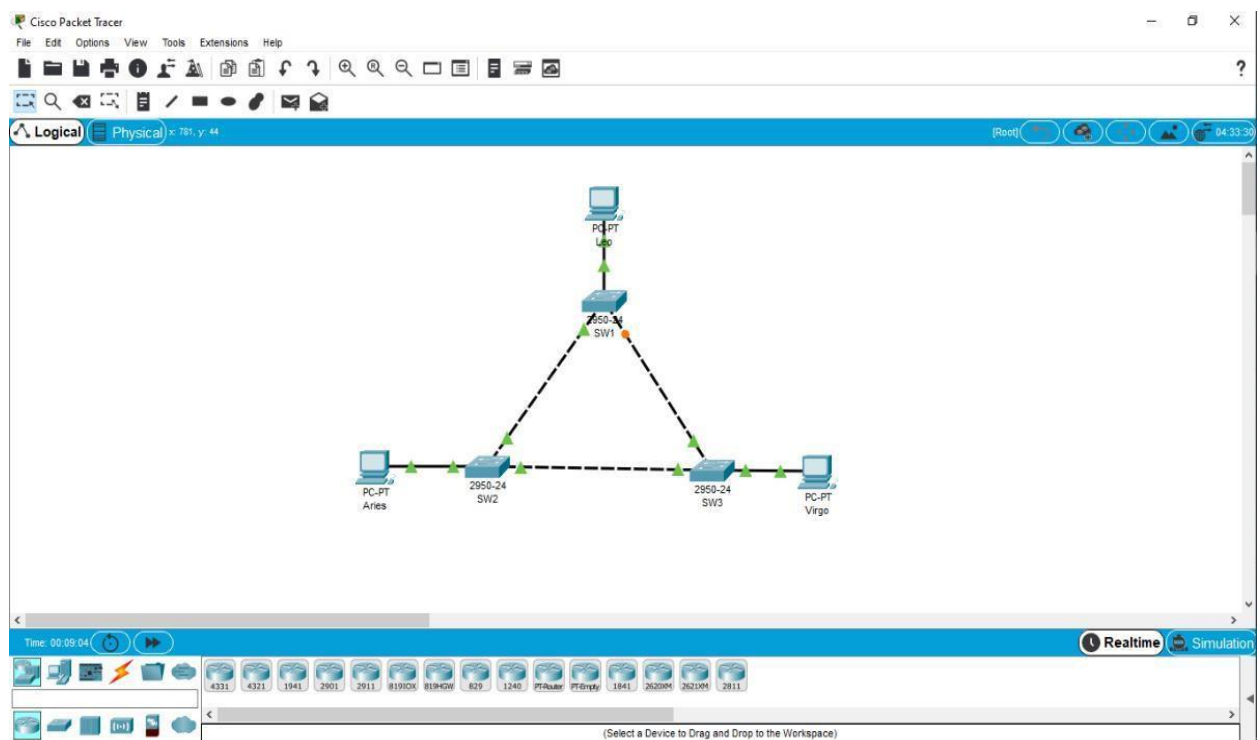 Cisco Packet Tracer
File Edit Options View Tools Extensions Help
?
Logical Physical x: 781, y: 44 [Root] 04:33:30
PC-PT
Leo
2950-24
SW1
2950-24
SW2
2950-24
SW3
PC-PT
Aries
PC-PT
Virgo
Time: 00:09:04 Realtime Simulation
4331 4321 1941 2901 2911 819IOX 819HGW 829 1240 PT-Router PT-Empty 1841 2620XM 2621XM 2811
(Select a Device to Drag and Drop to the Workspace)